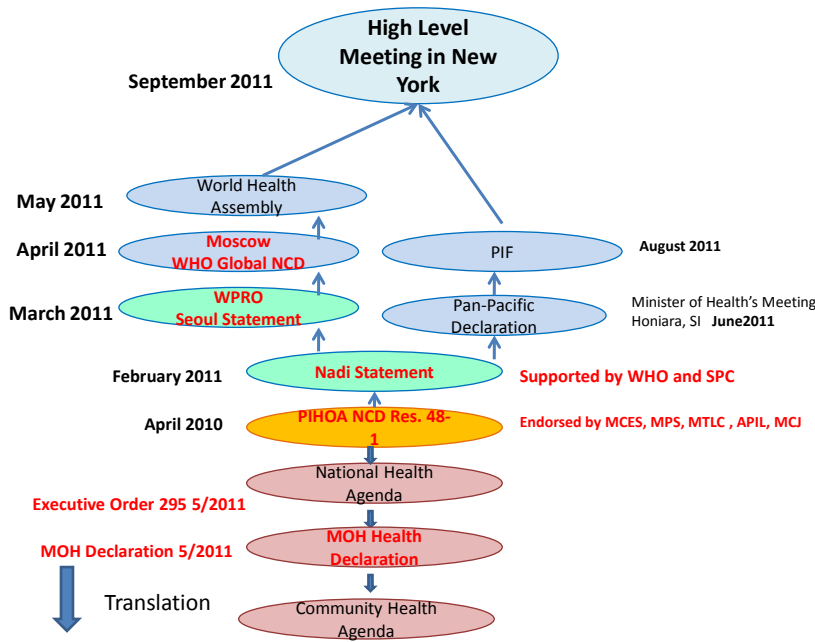 High Level
Meeting in New
York
September 2011
World Health
Assembly
May 2011
April 2011
Moscow
WHO Global NCD
PIF
August 2011
March 2011
WPRO
Seoul Statement
Pan-Pacific
Declaration
Minister of Health's Meeting
Honiara, SI June2011
February 2011
Nadi Statement
Supported by WHO and SPC
April 2010
PIHOA NCD Res. 48-
1
Endorsed by MCES, MPS, MTLC , APIL, MCJ
National Health
Agenda
Executive Order 295 5/2011
MOH Declaration 5/2011
MOH Health
Declaration
Translation
Community Health
Agenda